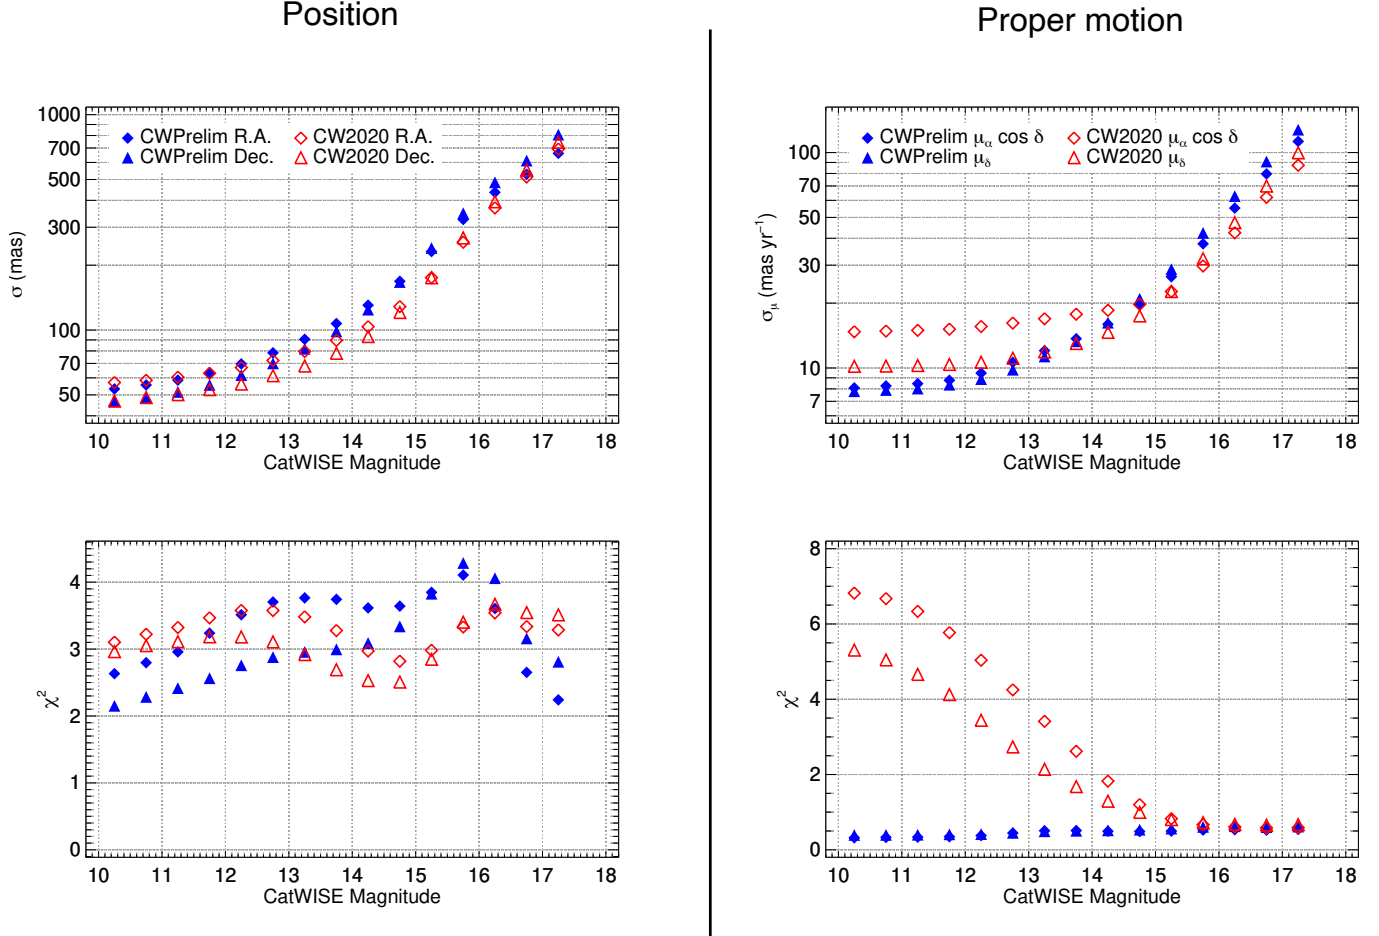 Position
Proper motion
1000
700
500
300
100
70
50
σ (mas)
CWPrelim R.A.
CW2020 R.A.
CWPrelim Dec.
CW2020 Dec.
10 11 12 13 14 15 16 17 18
CatWISE Magnitude
100
70
50
30
10
7
σμ (mas yr⁻¹)
CWPrelim μα cos δ
CW2020 μα cos δ
CWPrelim μδ
CW2020 μδ
10 11 12 13 14 15 16 17 18
CatWISE Magnitude
4
3
2
1
0
χ²
10 11 12 13 14 15 16 17 18
CatWISE Magnitude
8
6
4
2
0
χ²
10 11 12 13 14 15 16 17 18
CatWISE Magnitude